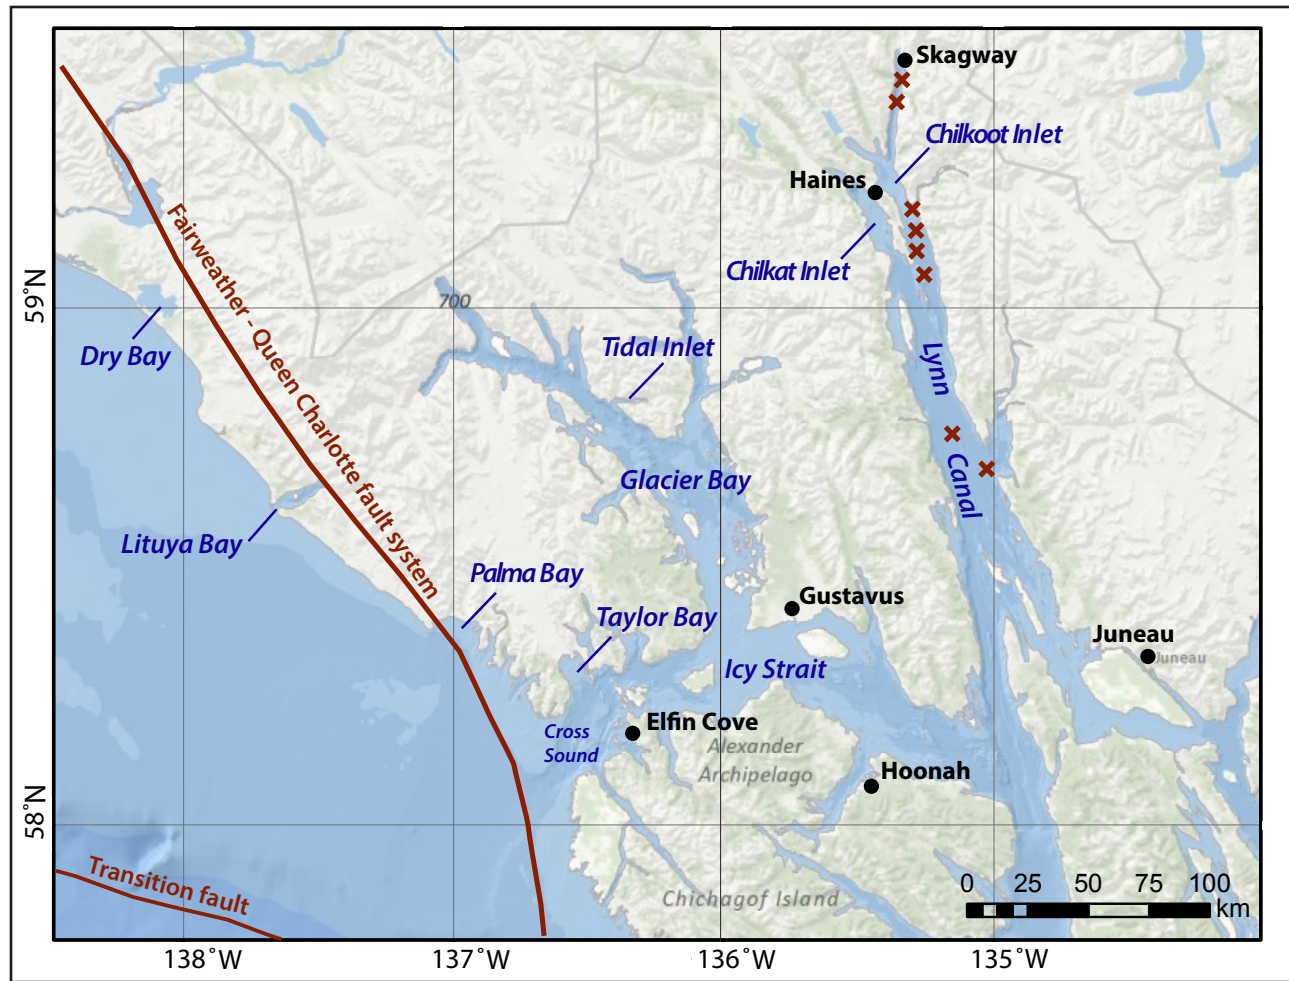 Skagway
Chilkoot Inlet
Haines
Chilkat Inlet
59°N
700
Fairweather - Queen Charlotte fault system
Dry Bay
Tidal Inlet
Lynn
Canal
Glacier Bay
Lituya Bay
Palma Bay
Taylor Bay
Gustavus
Juneau
Juneau
Icy Strait
Elfin Cove
Cross
Sound
Alexander
Archipelago
Hoonah
58°N
Transition fault
Chichagof Island
0 25 50 75 100
km
138°W 137°W 136°W 135°W